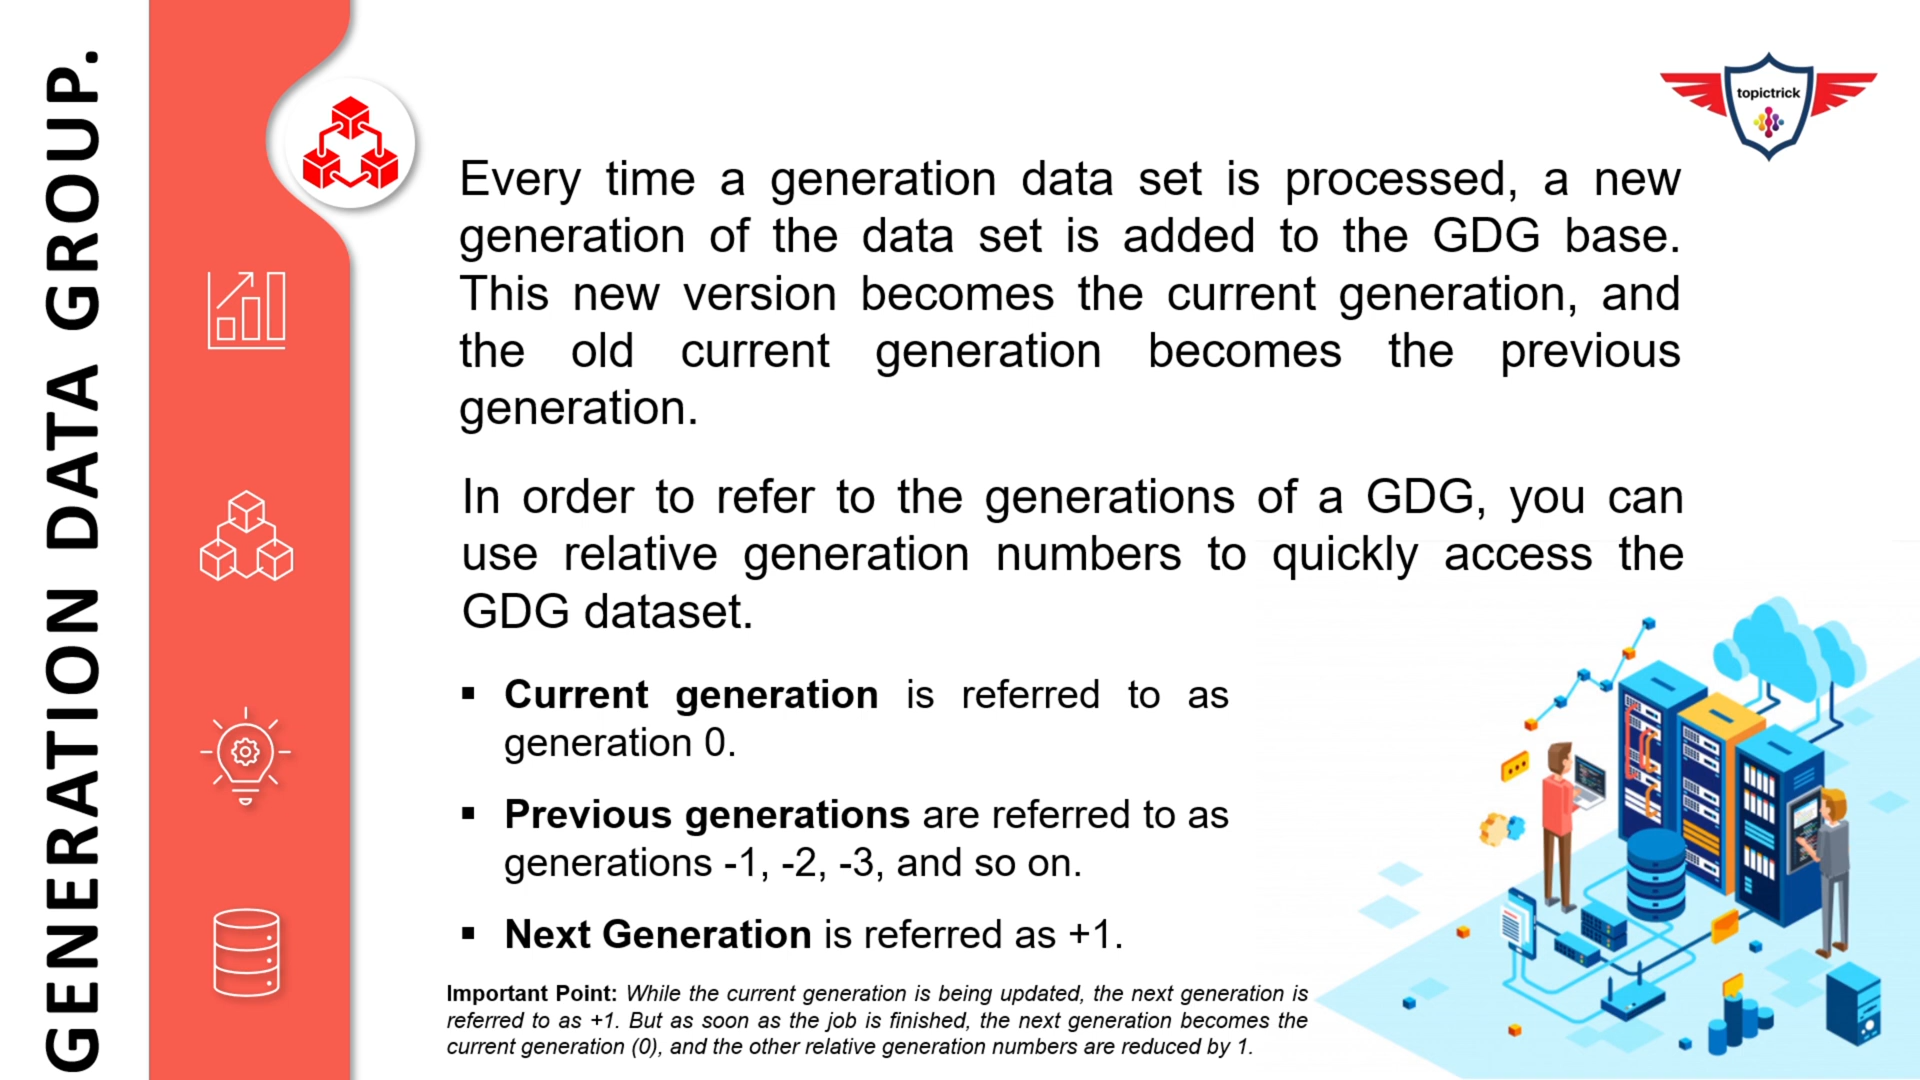 GENERATION DATA GROUP.
topictrick
Every time a generation data set is processed, a new
generation of the data set is added to the GDG base.
This new version becomes the current generation, and
the old current generation becomes the previous
generation.
In order to refer to the generations of a GDG, you can
use relative generation numbers to quickly access the
GDG dataset.
▪ Current generation is referred to as
generation 0.
▪ Previous generations are referred to as
generations -1, -2, -3, and so on.
▪ Next Generation is referred as +1.
Important Point: While the current generation is being updated, the next generation is
referred to as +1. But as soon as the job is finished, the next generation becomes the
current generation (0), and the other relative generation numbers are reduced by 1.